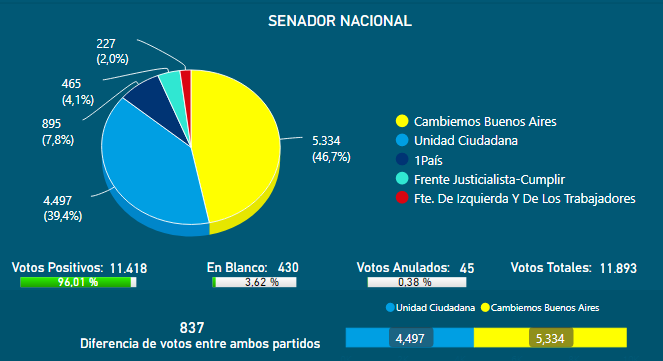 SENADOR NACIONAL
227
(2,0%)
465
(4,1%)
895
(7,8%)
5.334
(46,7%)
4.497
(39,4%)
Cambiemos Buenos Aires
Unidad Ciudadana
1País
Frente Justicialista-Cumplir
Fte. De Izquierda Y De Los Trabajadores
Votos Positivos: 11.418
96,01 %
En Blanco: 430
3,62 %
Votos Anulados: 45
0,38 %
Votos Totales: 11.893
Unidad Ciudadana Cambiemos Buenos Aires
837
Diferencia de votos entre ambos partidos
4,497 5,334